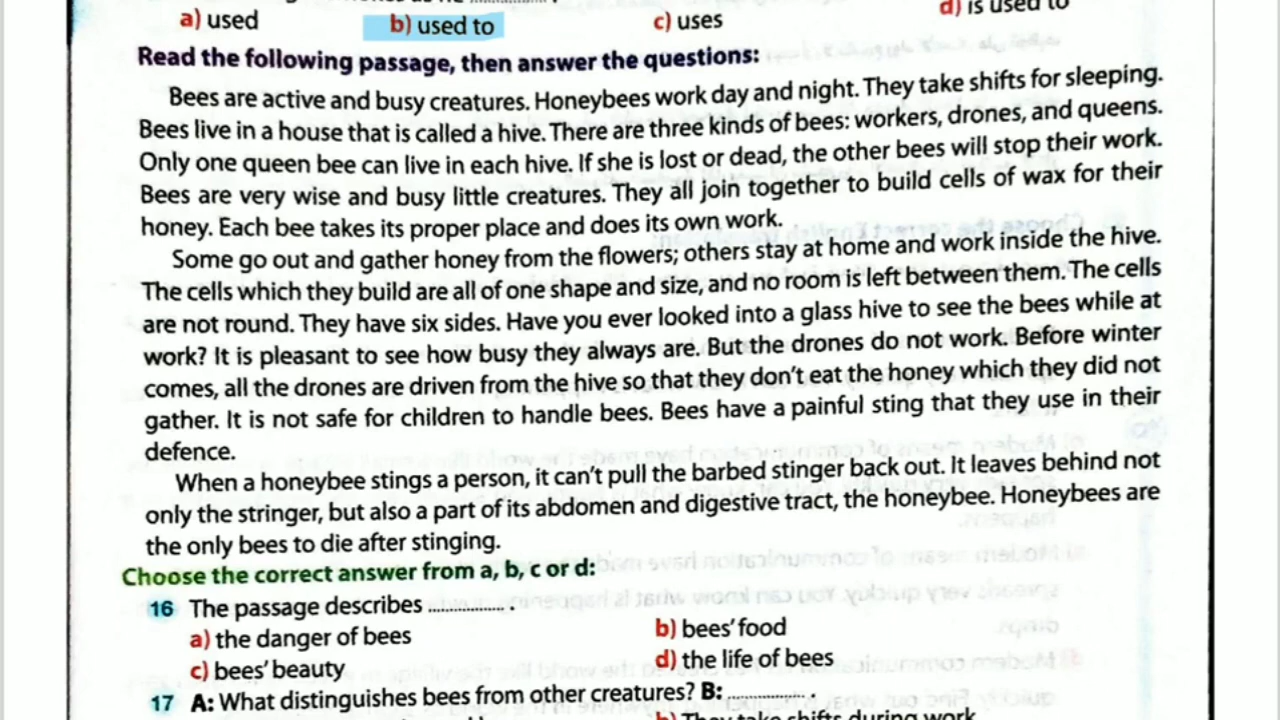 a) used b) used to c) uses d) is used to
Read the following passage, then answer the questions:
Bees are active and busy creatures. Honeybees work day and night. They take shifts for sleeping.
Bees live in a house that is called a hive. There are three kinds of bees: workers, drones, and queens.
Only one queen bee can live in each hive. If she is lost or dead, the other bees will stop their work.
Bees are very wise and busy little creatures. They all join together to build cells of wax for their
honey. Each bee takes its proper place and does its own work.
Some go out and gather honey from the flowers; others stay at home and work inside the hive.
The cells which they build are all of one shape and size, and no room is left between them. The cells
are not round. They have six sides. Have you ever looked into a glass hive to see the bees while at
work? It is pleasant to see how busy they always are. But the drones do not work. Before winter
comes, all the drones are driven from the hive so that they don't eat the honey which they did not
gather. It is not safe for children to handle bees. Bees have a painful sting that they use in their
defence.
When a honeybee stings a person, it can't pull the barbed stinger back out. It leaves behind not
only the stringer, but also a part of its abdomen and digestive tract, the honeybee. Honeybees are
the only bees to die after stinging.
Choose the correct answer from a, b, c or d:
16 The passage describes .................. .
a) the danger of bees b) bees' food
c) bees' beauty d) the life of bees
17 A: What distinguishes bees from other creatures? B: .................. .
b) They take shifts during work